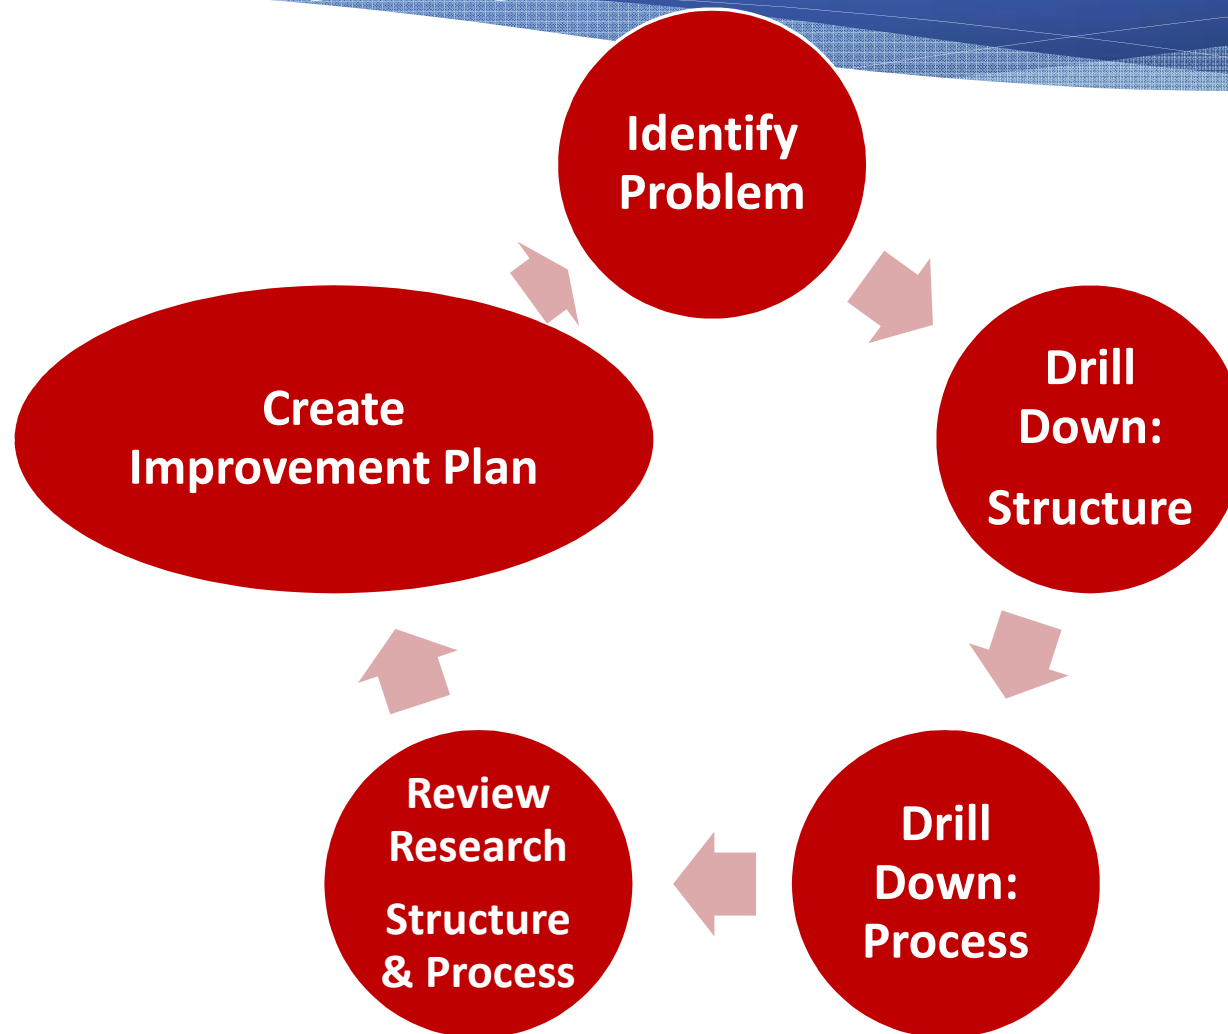 Identify
Problem
Drill
Down:
Structure
Drill
Down:
Process
Review
Research
Structure
& Process
Create
Improvement Plan